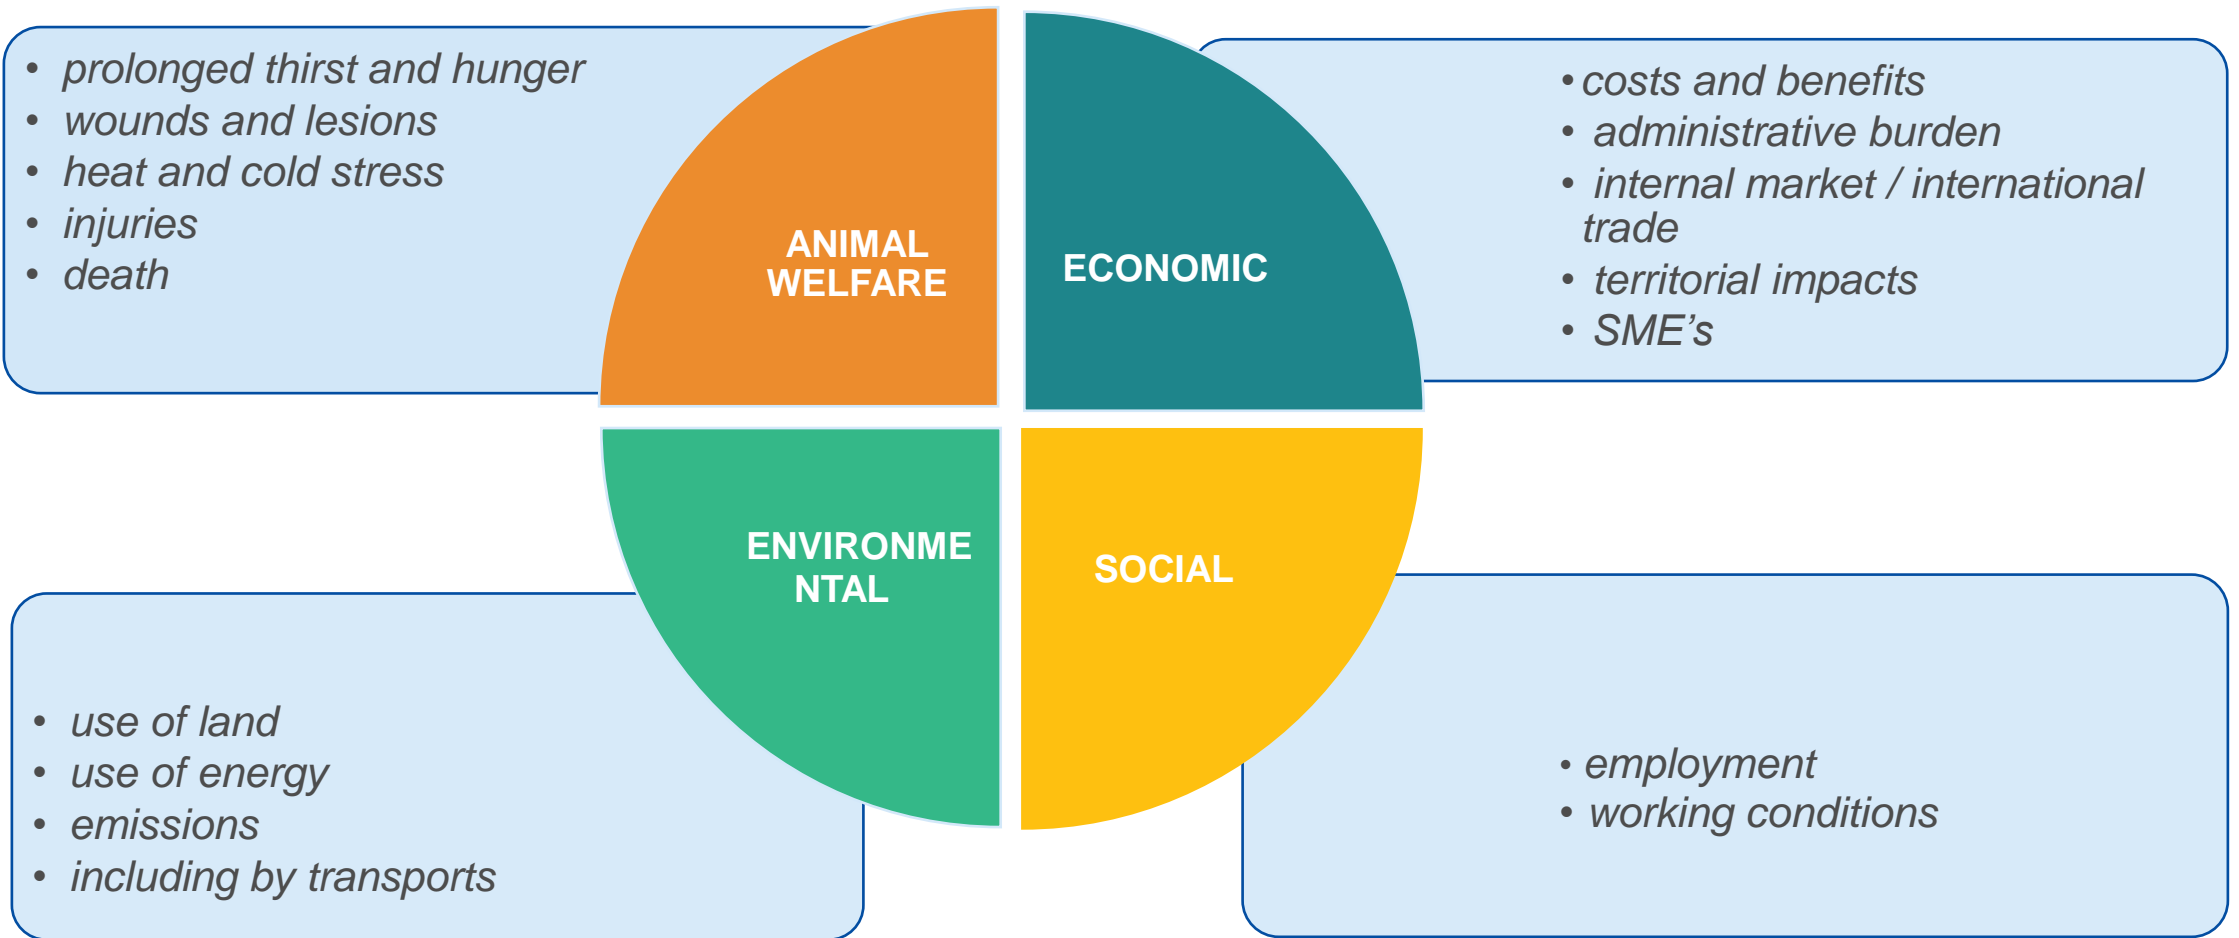 • prolonged thirst and hunger
• wounds and lesions
• heat and cold stress
• injuries
• death
ANIMAL
WELFARE
ECONOMIC
• costs and benefits
• administrative burden
• internal market / international
trade
• territorial impacts
• SME’s
ENVIRONME
NTAL
• use of land
• use of energy
• emissions
• including by transports
SOCIAL
• employment
• working conditions